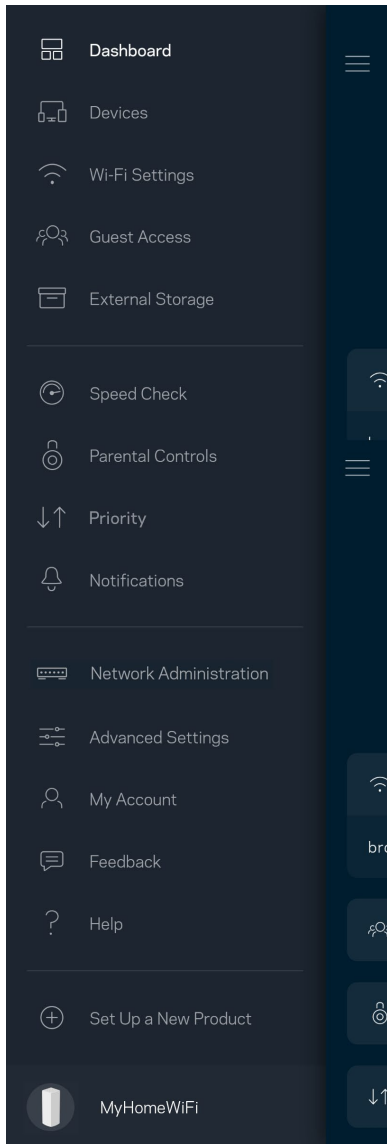 Dashboard
Devices
Wi-Fi Settings
Guest Access
External Storage
Speed Check
Parental Controls
Priority
Notifications
Network Administration
Advanced Settings
My Account
Feedback
Help
Set Up a New Product
MyHomeWiFi